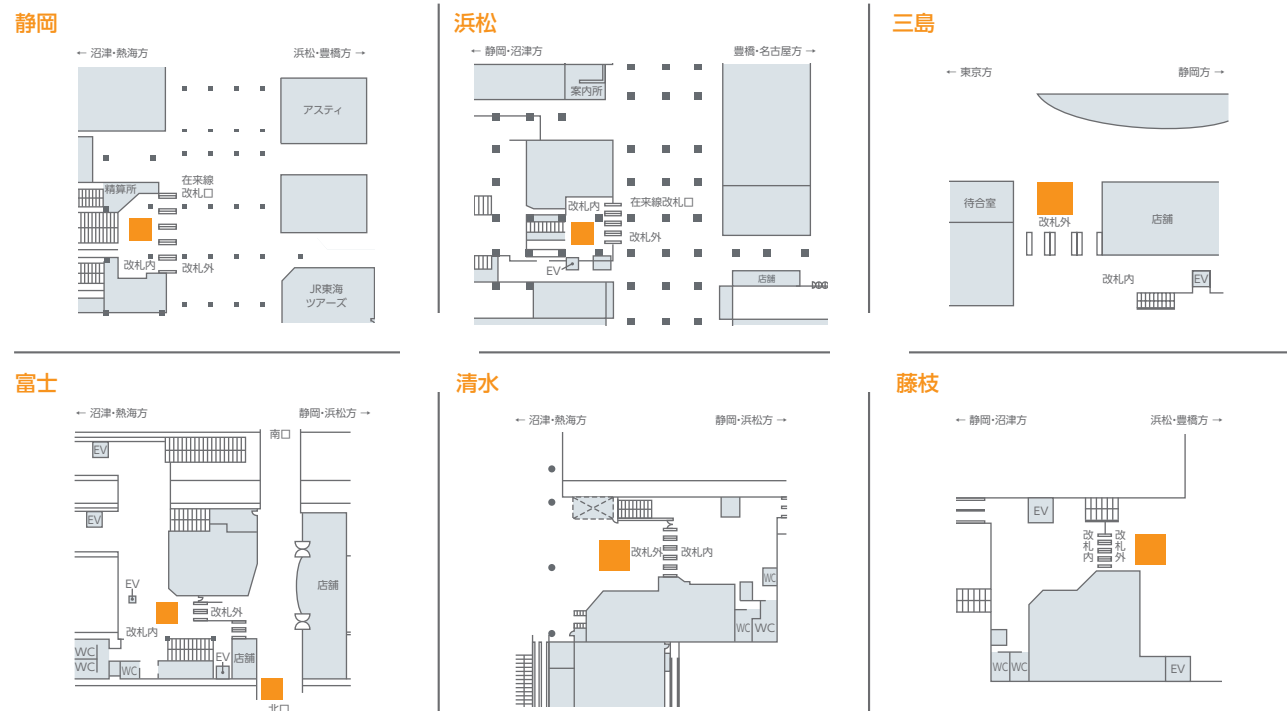 静岡
← 沼津・熱海方
浜松・豊橋方 →
アスティ
精算所
在来線
改札口
改札内
改札外
JR東海
ツアーズ
浜松
← 静岡・沼津方
豊橋・名古屋方 →
案内所
改札内
在来線改札口
改札外
EV
店舗
三島
← 東京方
静岡方 →
待合室
改札外
店舗
改札内
EV
富士
← 沼津・熱海方
静岡・浜松方 →
南口
EV
EV
EV
店舗
改札外
改札内
WC
WC
WC
EV
店舗
北口
清水
← 沼津・熱海方
静岡・浜松方 →
改札外
改札内
WC
WC
WC
藤枝
← 静岡・沼津方
浜松・豊橋方 →
EV
改札内
改札外
WC
WC
EV